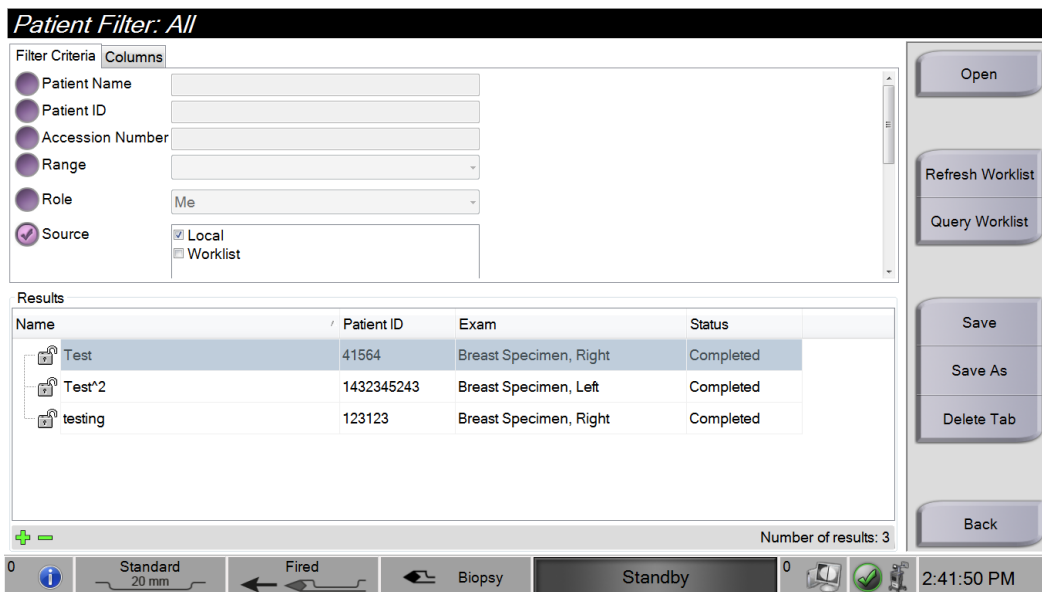 Patient Filter: All
Filter Criteria Columns
Patient Name
Patient ID
Accession Number
Range
Role Me
Source Local
Worklist
Open
Refresh Worklist
Query Worklist
Save
Save As
Delete Tab
Back
Results
Name Patient ID Exam Status
Test 41564 Breast Specimen, Right Completed
Test^2 1432345243 Breast Specimen, Left Completed
testing 123123 Breast Specimen, Right Completed
Number of results: 3
0 Standard 20 mm Fired Biopsy Standby 0 2:41:50 PM